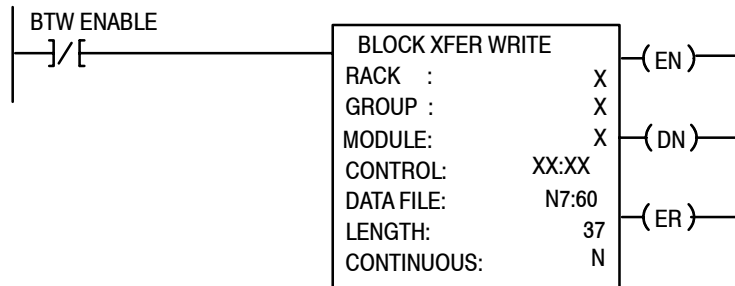 BTW ENABLE
BLOCK XFER WRITE
RACK : X
GROUP : X
MODULE: X
CONTROL: XX:XX
DATA FILE: N7:60
LENGTH: 37
CONTINUOUS: N
EN
DN
ER